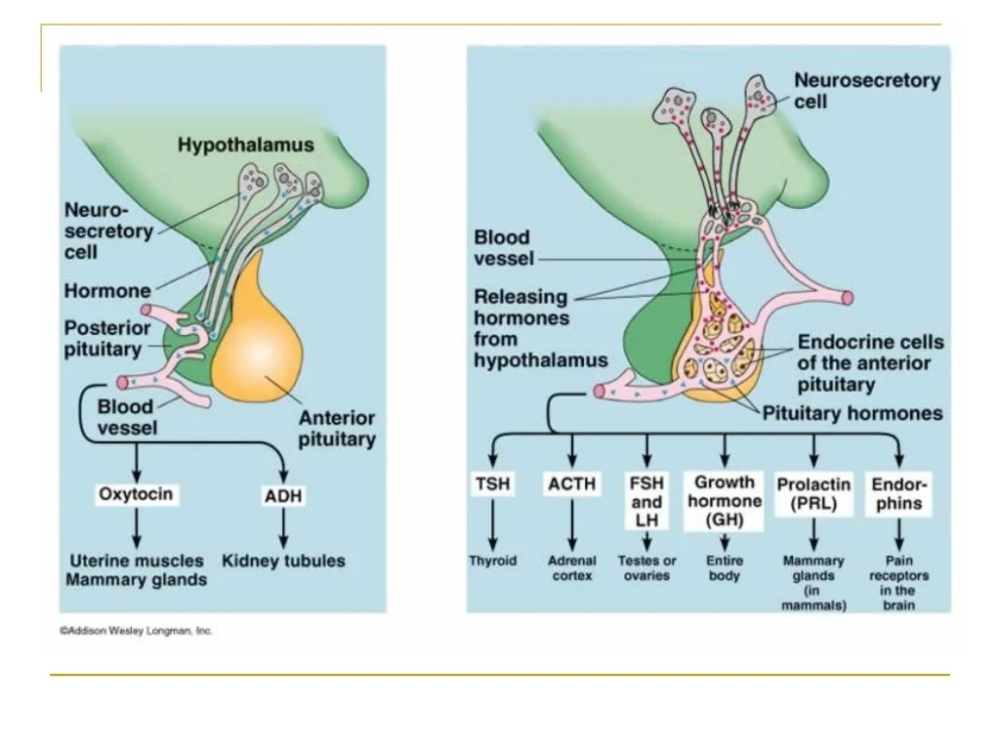 Hypothalamus
Neuro-
secretory
cell
Hormone
Posterior
pituitary
Blood
vessel
Anterior
pituitary
Oxytocin
ADH
Uterine muscles
Mammary glands
Kidney tubules
Neurosecretory
cell
Blood
vessel
Releasing
hormones
from
hypothalamus
Endocrine cells
of the anterior
pituitary
Pituitary hormones
TSH
ACTH
FSH
and
LH
Growth
hormone
(GH)
Prolactin
(PRL)
Endor-
phins
Thyroid
Adrenal
cortex
Testes or
ovaries
Entire
body
Mammary
glands
(in
mammals)
Pain
receptors
in the
brain
©Addison Wesley Longman, Inc.